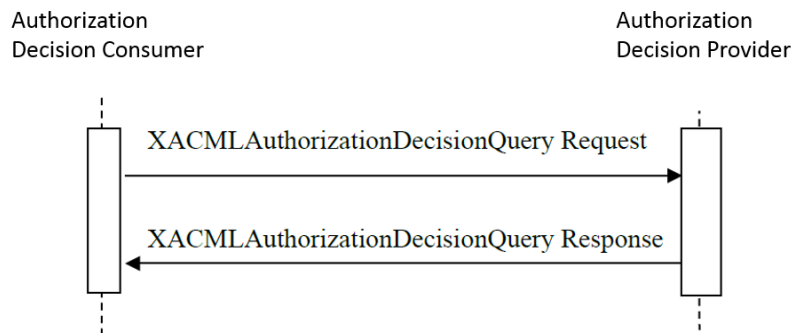 Authorization
Decision Consumer
Authorization
Decision Provider
XACMLAuthorizationDecisionQuery Request
XACMLAuthorizationDecisionQuery Response